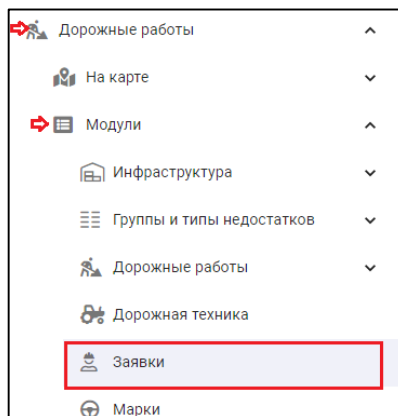 Дорожные работы
На карте
Модули
Инфраструктура
Группы и типы недостатков
Дорожные работы
Дорожная техника
Заявки
Марки